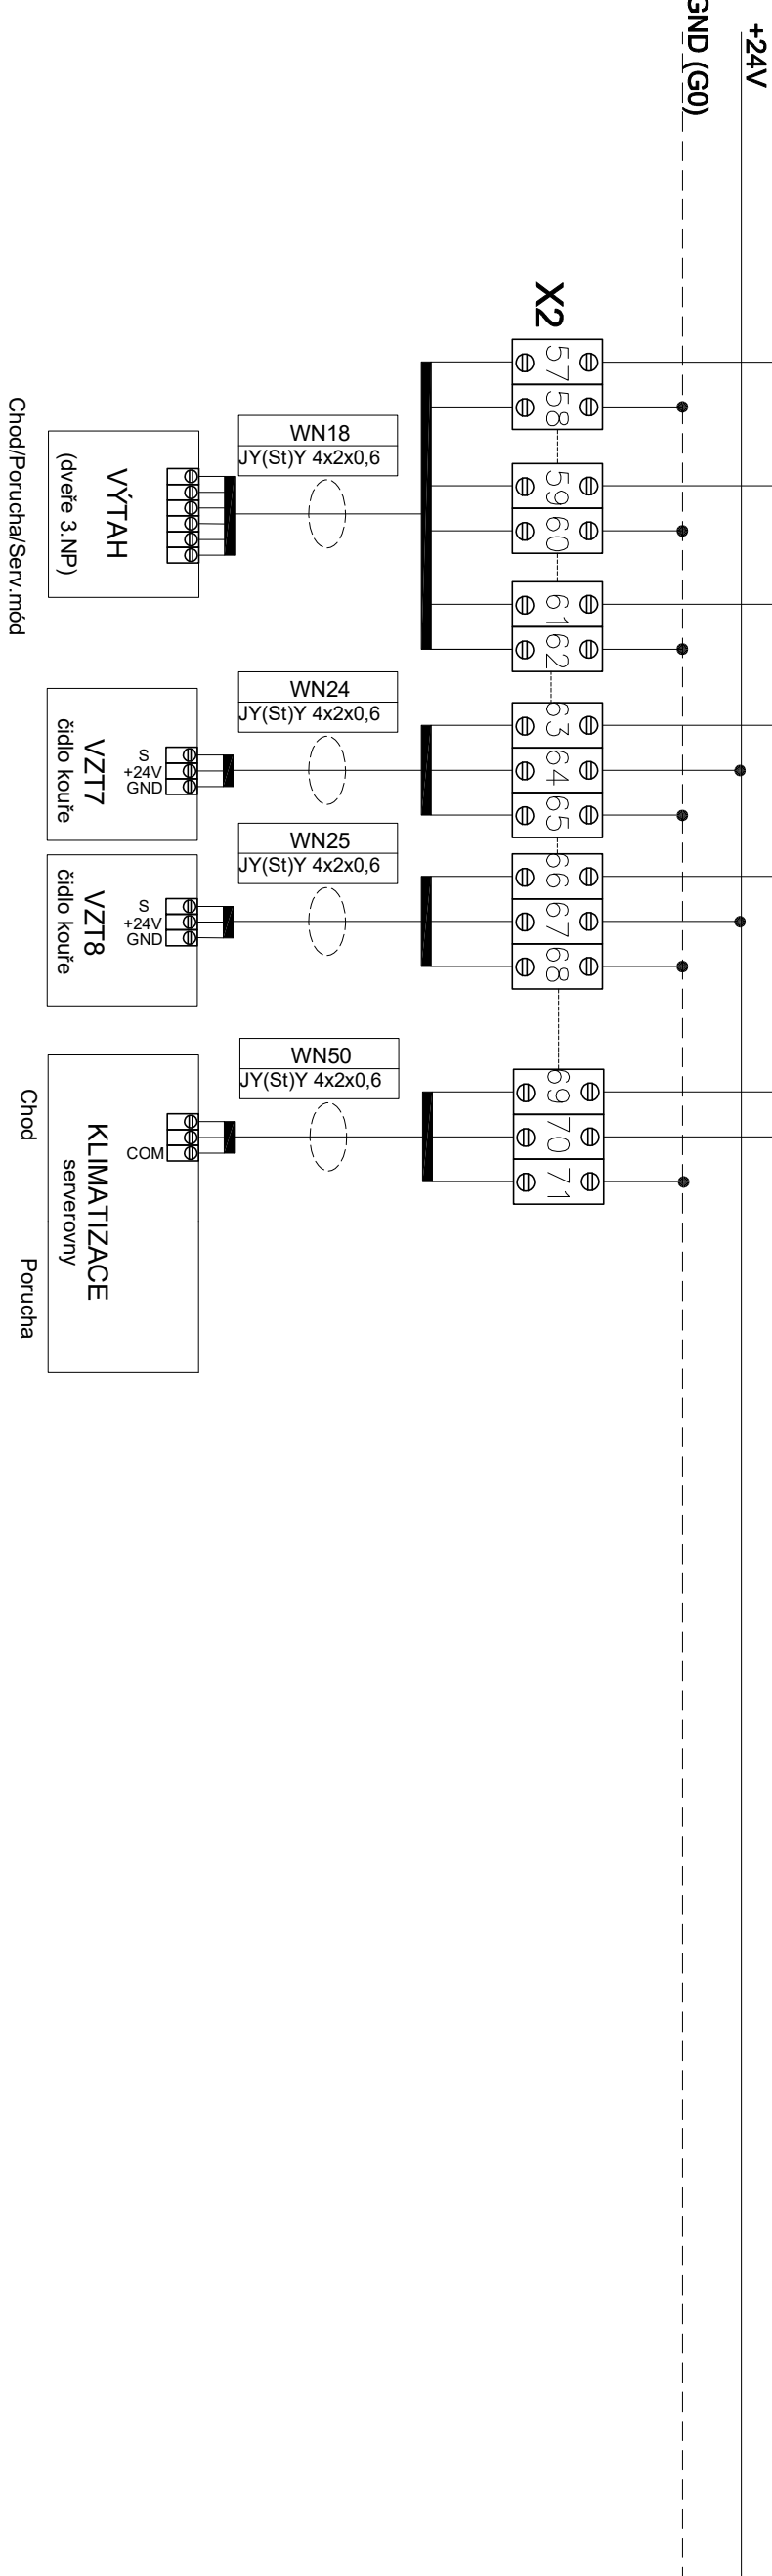 +24V
GND (G0)
X2
57
58
59
60
61
62
63
64
65
66
67
68
69
70
71
WN18
JY(St)Y 4x2x0,6
WN24
JY(St)Y 4x2x0,6
WN25
JY(St)Y 4x2x0,6
WN50
JY(St)Y 4x2x0,6
VÝTAH
(dveře 3.NP)
Chod/Porucha/Serv.mód
S
+24V
GND
VZT7
čidlo kouře
S
+24V
GND
VZT8
čidlo kouře
COM
KLIMATIZACE
serverovny
Chod
Porucha